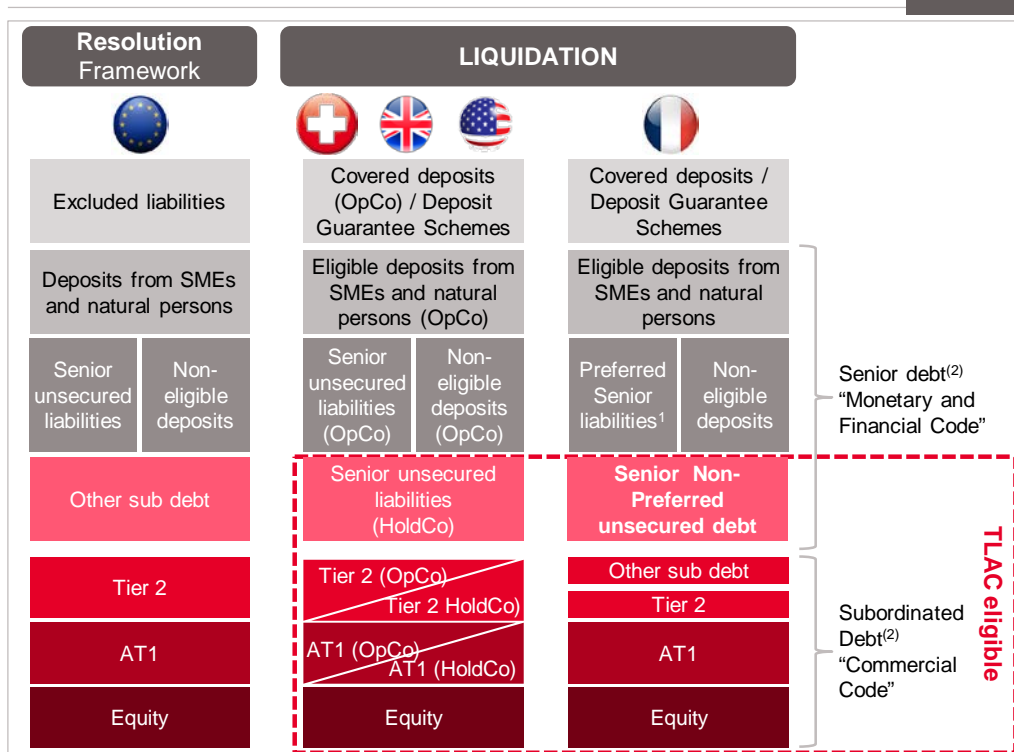 Resolution
Framework
LIQUIDATION
Excluded liabilities
Covered deposits
(OpCo) / Deposit
Guarantee Schemes
Covered deposits /
Deposit Guarantee
Schemes
Deposits from SMEs
and natural persons
Eligible deposits from
SMEs and natural
persons (OpCo)
Eligible deposits from
SMEs and natural
persons
Senior
unsecured
liabilities
Non-
eligible
deposits
Senior
unsecured
liabilities
(OpCo)
Non-
eligible
deposits
(OpCo)
Preferred
Senior
liabilities¹
Non-
eligible
deposits
Senior debt⁽²⁾
“Monetary and
Financial Code”
Other sub debt
Senior unsecured
liabilities
(HoldCo)
Senior Non-
Preferred
unsecured debt
Tier 2
Tier 2 (OpCo)
Tier 2 HoldCo)
Other sub debt
Tier 2
AT1
AT1 (OpCo)
AT1 (HoldCo)
AT1
Subordinated
Debt⁽²⁾
“Commercial
Code”
Equity
Equity
Equity
TLAC eligible